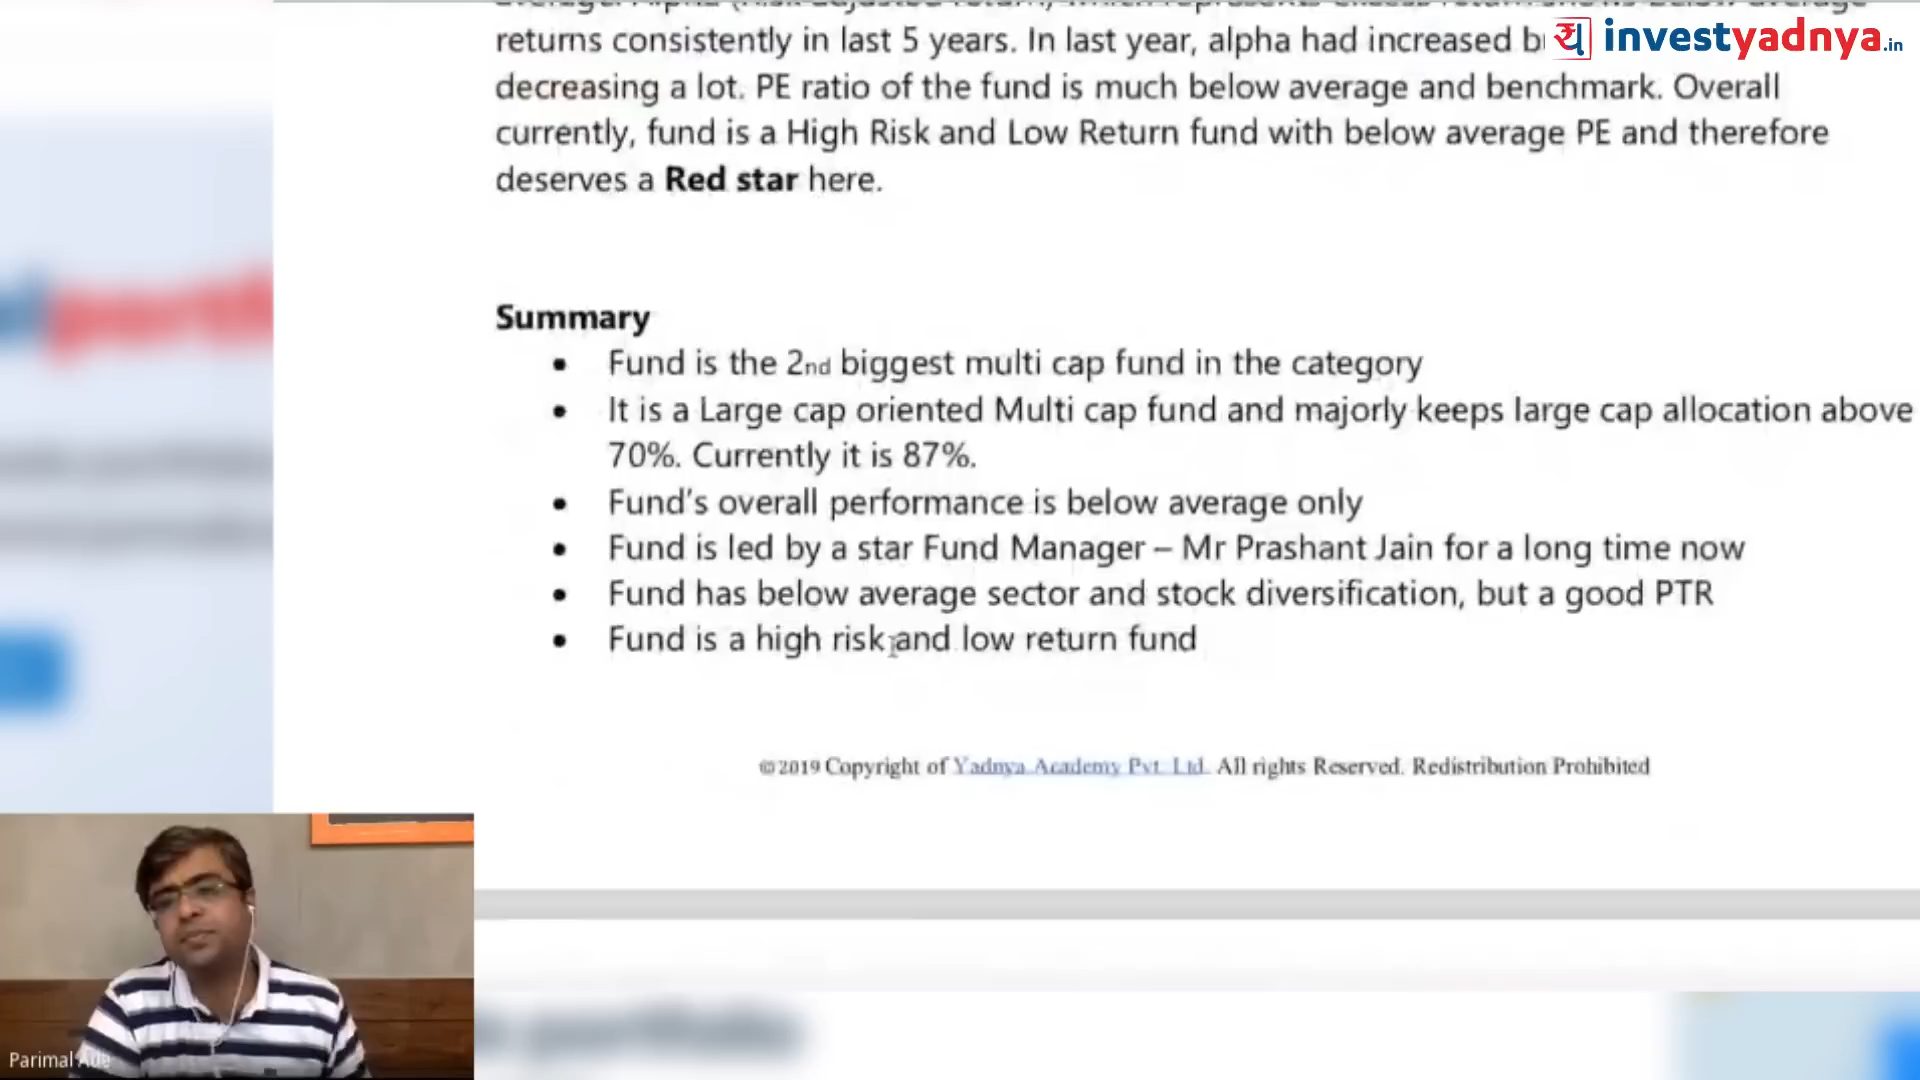 returns consistently in last 5 years. In last year, alpha had increased b
decreasing a lot. PE ratio of the fund is much below average and benchmark. Overall
currently, fund is a High Risk and Low Return fund with below average PE and therefore
deserves a Red star here.
यु investyadnya.in
Summary
• Fund is the 2nd biggest multi cap fund in the category
• It is a Large cap oriented Multi cap fund and majorly keeps large cap allocation above
70%. Currently it is 87%.
• Fund's overall performance is below average only
• Fund is led by a star Fund Manager – Mr Prashant Jain for a long time now
• Fund has below average sector and stock diversification, but a good PTR
• Fund is a high risk and low return fund
©2019 Copyright of Yadnya Academy Pvt. Ltd. All rights Reserved. Redistribution Prohibited
Parimal Ade